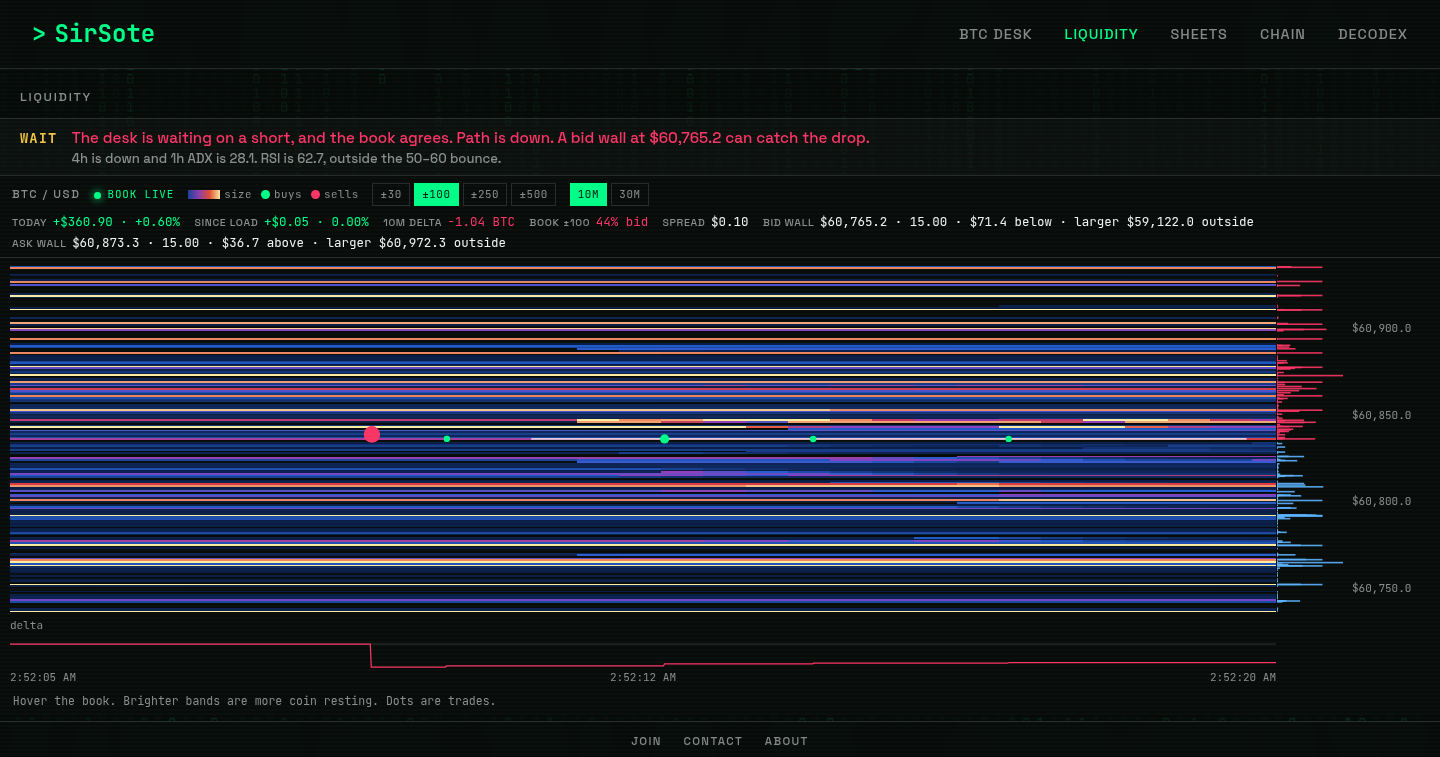 > SirSote
BTC DESK LIQUIDITY SHEETS CHAIN DECODEX
LIQUIDITY
WAIT The desk is waiting on a short, and the book agrees. Path is down. A bid wall at $60,765.2 can catch the drop.
4h is down and 1h ADX is 28.1. RSI is 62.7, outside the 50–60 bounce.
BTC / USD BOOK LIVE size buys sells ±30 ±100 ±250 ±500 10M 30M
TODAY +$360.90 · +0.60% SINCE LOAD +$0.05 · 0.00% 10M DELTA -1.04 BTC BOOK ±100 44% bid SPREAD $0.10 BID WALL $60,765.2 · 15.00 · $71.4 below · larger $59,122.0 outside
ASK WALL $60,873.3 · 15.00 · $36.7 above · larger $60,972.3 outside
$60,900.0
$60,850.0
$60,800.0
$60,750.0
delta
2:52:05 AM 2:52:12 AM 2:52:20 AM
Hover the book. Brighter bands are more coin resting. Dots are trades.
JOIN CONTACT ABOUT